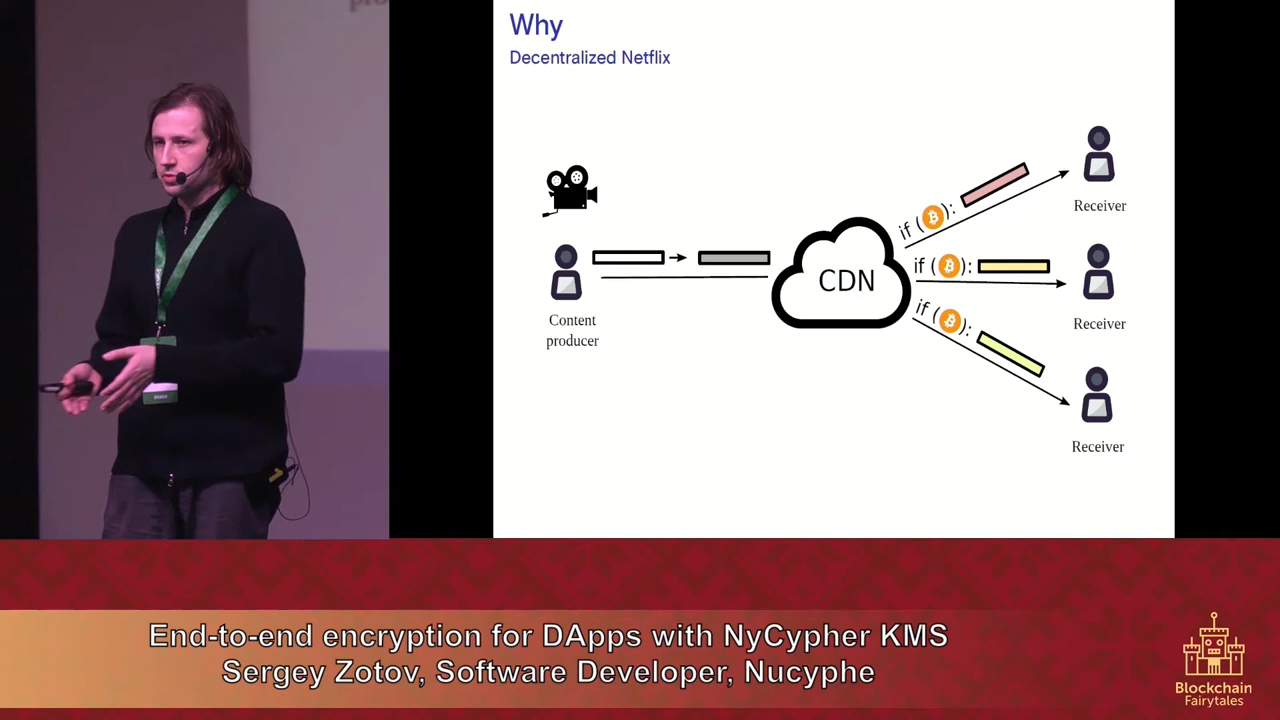 Why
Decentralized Netflix
if (₿):
Receiver
CDN
if (₿):
Receiver
Content
producer
if (₿):
Receiver
End-to-end encryption for DApps with NyCypher KMS
Sergey Zotov, Software Developer, Nucyphe
Blockchain
Fairytales